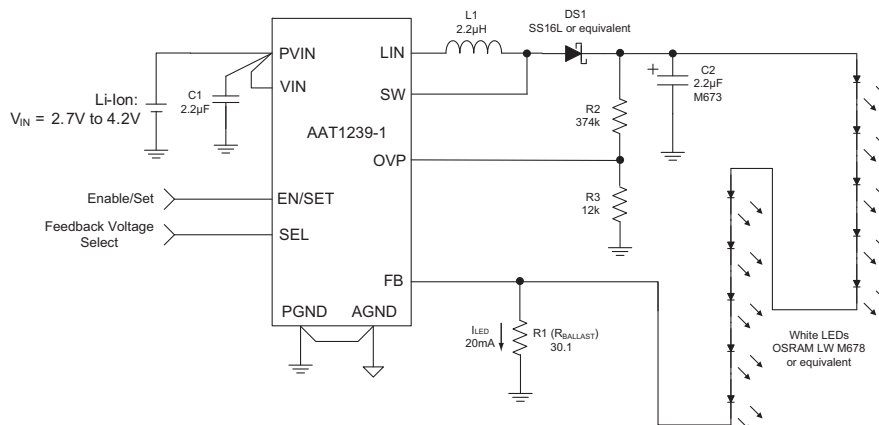 L1
2.2μH
DS1
SS16L or equivalent
PVIN
LIN
C1
2.2μF
VIN
SW
C2
2.2μF
M673
Li-Ion:
VIN = 2.7V to 4.2V
R2
374k
AAT1239-1
OVP
Enable/Set
EN/SET
R3
12k
Feedback Voltage
Select
SEL
FB
PGND
AGND
ILED
20mA
R1 (RBALLAST)
30.1
White LEDs
OSRAM LW M678
or equivalent